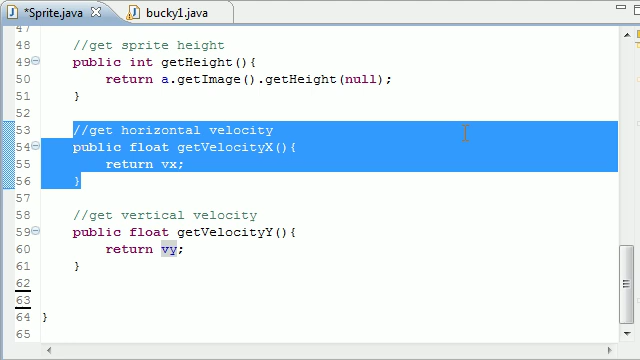 *Sprite.java
bucky1.java
47
48 //get sprite height
49 public int getHeight(){
50 return a.getImage().getHeight(null);
51 }
52
53 //get horizontal velocity
54 public float getVelocityX(){
55 return vx;
56 }
57
58 //get vertical velocity
59 public float getVelocityY(){
60 return vy;
61 }
62
63
64 }
65